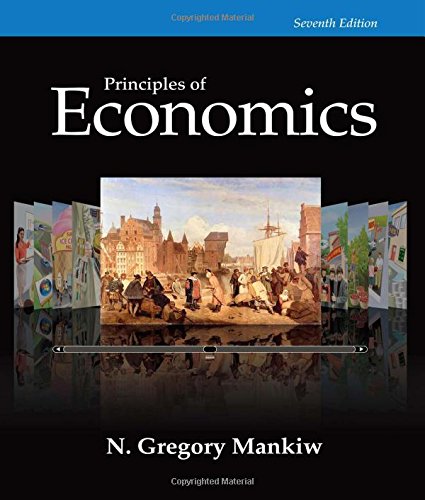 Copyrighted Material
Seventh Edition
Principles of
Economics
N. Gregory Mankiw
Copyrighted Material